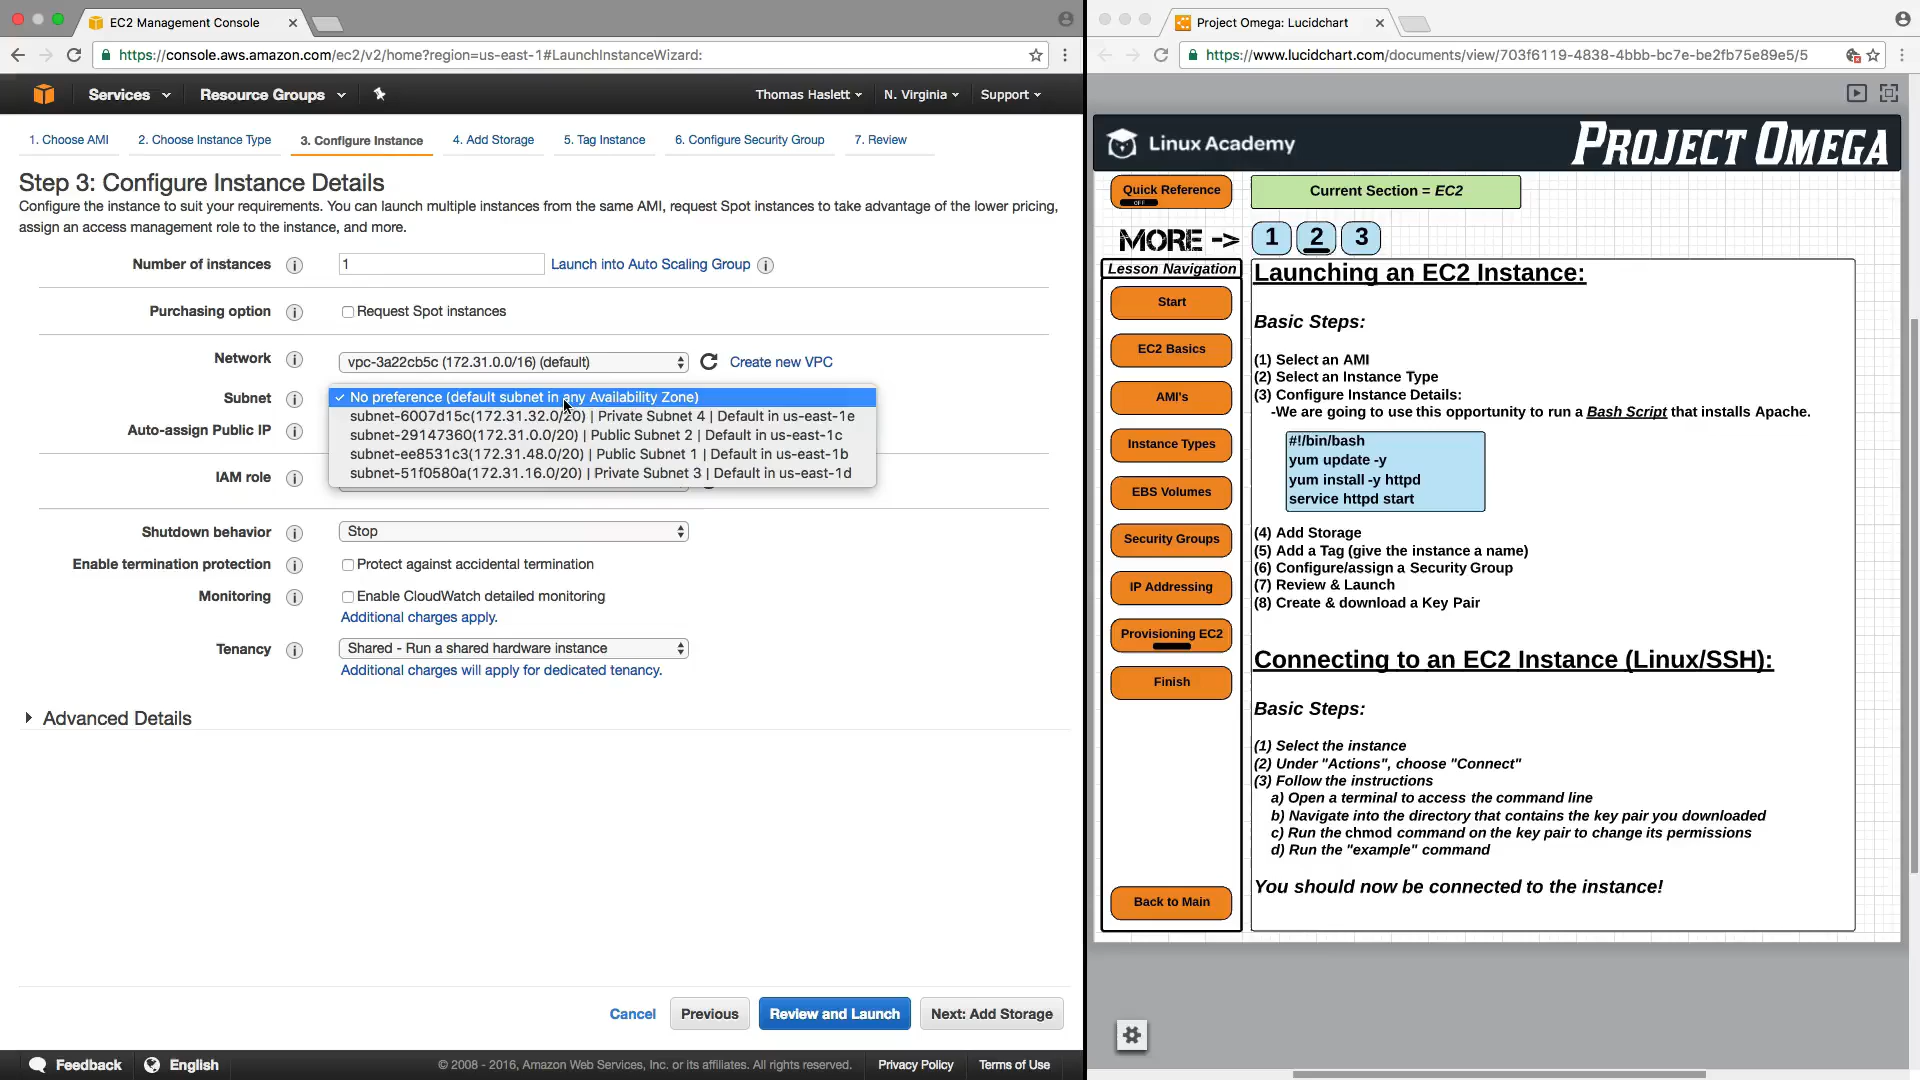 EC2 Management Console
https://console.aws.amazon.com/ec2/v2/home?region=us-east-1#LaunchInstanceWizard:
Services
Resource Groups
Thomas Haslett
N. Virginia
Support
1. Choose AMI
2. Choose Instance Type
3. Configure Instance
4. Add Storage
5. Tag Instance
6. Configure Security Group
7. Review
Step 3: Configure Instance Details
Configure the instance to suit your requirements. You can launch multiple instances from the same AMI, request Spot instances to take advantage of the lower pricing,
assign an access management role to the instance, and more.
Number of instances
1
Launch into Auto Scaling Group
Purchasing option
Request Spot instances
Network
vpc-3a22cb5c (172.31.0.0/16) (default)
Create new VPC
Subnet
No preference (default subnet in any Availability Zone)
subnet-6007d15c(172.31.32.0/20) | Private Subnet 4 | Default in us-east-1e
subnet-29147360(172.31.0.0/20) | Public Subnet 2 | Default in us-east-1c
subnet-ee8531c3(172.31.48.0/20) | Public Subnet 1 | Default in us-east-1b
subnet-51f0580a(172.31.16.0/20) | Private Subnet 3 | Default in us-east-1d
Auto-assign Public IP
IAM role
Shutdown behavior
Stop
Enable termination protection
Protect against accidental termination
Monitoring
Enable CloudWatch detailed monitoring
Additional charges apply.
Tenancy
Shared - Run a shared hardware instance
Additional charges will apply for dedicated tenancy.
Advanced Details
Cancel
Previous
Review and Launch
Next: Add Storage
Feedback
English
© 2008 - 2016, Amazon Web Services, Inc. or its affiliates. All rights reserved.
Privacy Policy
Terms of Use
Project Omega: Lucidchart
https://www.lucidchart.com/documents/view/703f6119-4838-4bbb-bc7e-be2fb75e89e5/5
Linux Academy
PROJECT OMEGA
Quick Reference
OFF
Current Section = EC2
MORE ->
1
2
3
Lesson Navigation
Start
EC2 Basics
AMI's
Instance Types
EBS Volumes
Security Groups
IP Addressing
Provisioning EC2
Finish
Back to Main
Launching an EC2 Instance:
Basic Steps:
(1) Select an AMI
(2) Select an Instance Type
(3) Configure Instance Details:
-We are going to use this opportunity to run a Bash Script that installs Apache.
#!/bin/bash
yum update -y
yum install -y httpd
service httpd start
(4) Add Storage
(5) Add a Tag (give the instance a name)
(6) Configure/assign a Security Group
(7) Review & Launch
(8) Create & download a Key Pair
Connecting to an EC2 Instance (Linux/SSH):
Basic Steps:
(1) Select the instance
(2) Under "Actions", choose "Connect"
(3) Follow the instructions
a) Open a terminal to access the command line
b) Navigate into the directory that contains the key pair you downloaded
c) Run the chmod command on the key pair to change its permissions
d) Run the "example" command
You should now be connected to the instance!